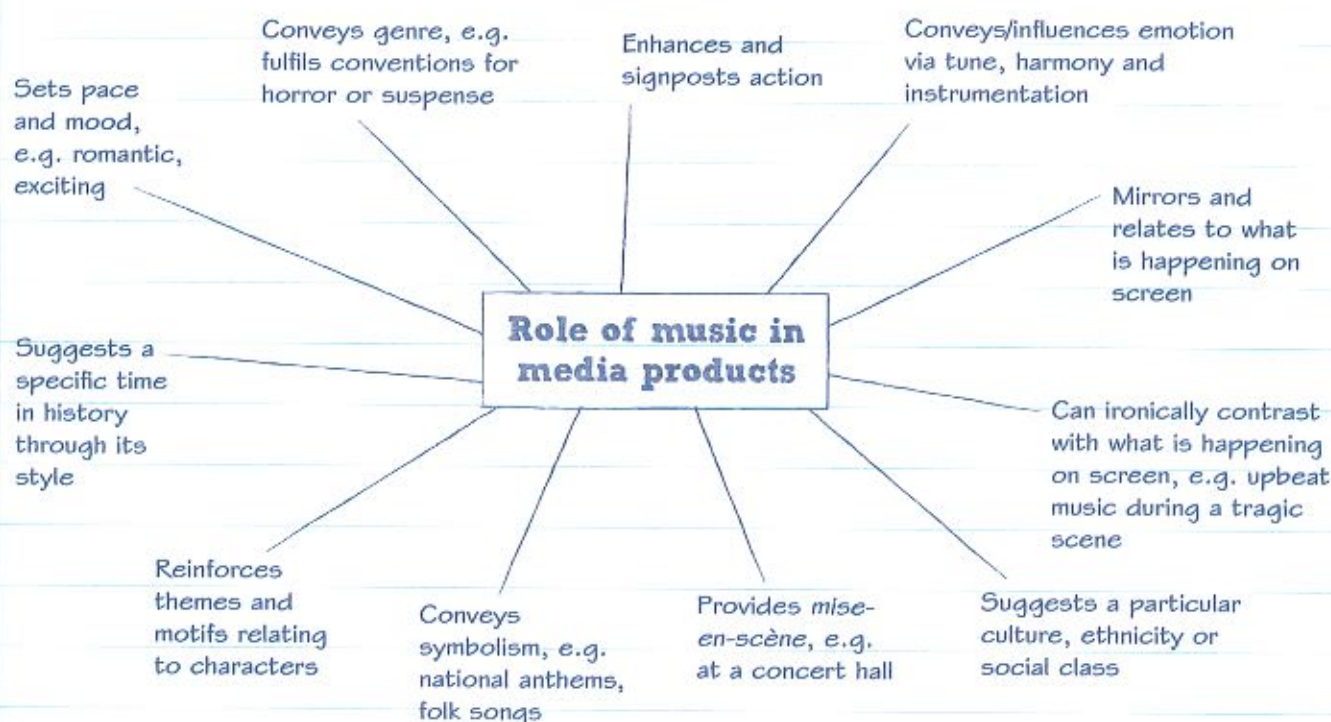 Conveys genre, e.g.
fulfils conventions for
horror or suspense
Enhances and
signposts action
Conveys/influences emotion
via tune, harmony and
instrumentation
Sets pace
and mood,
e.g. romantic,
exciting
Mirrors and
relates to what
is happening on
screen
Role of music in
media products
Suggests a
specific time
in history
through its
style
Can ironically contrast
with what is happening
on screen, e.g. upbeat
music during a tragic
scene
Reinforces
themes and
motifs relating
to characters
Conveys
symbolism, e.g.
national anthems,
folk songs
Provides mise-
en-scène, e.g.
at a concert hall
Suggests a particular
culture, ethnicity or
social class